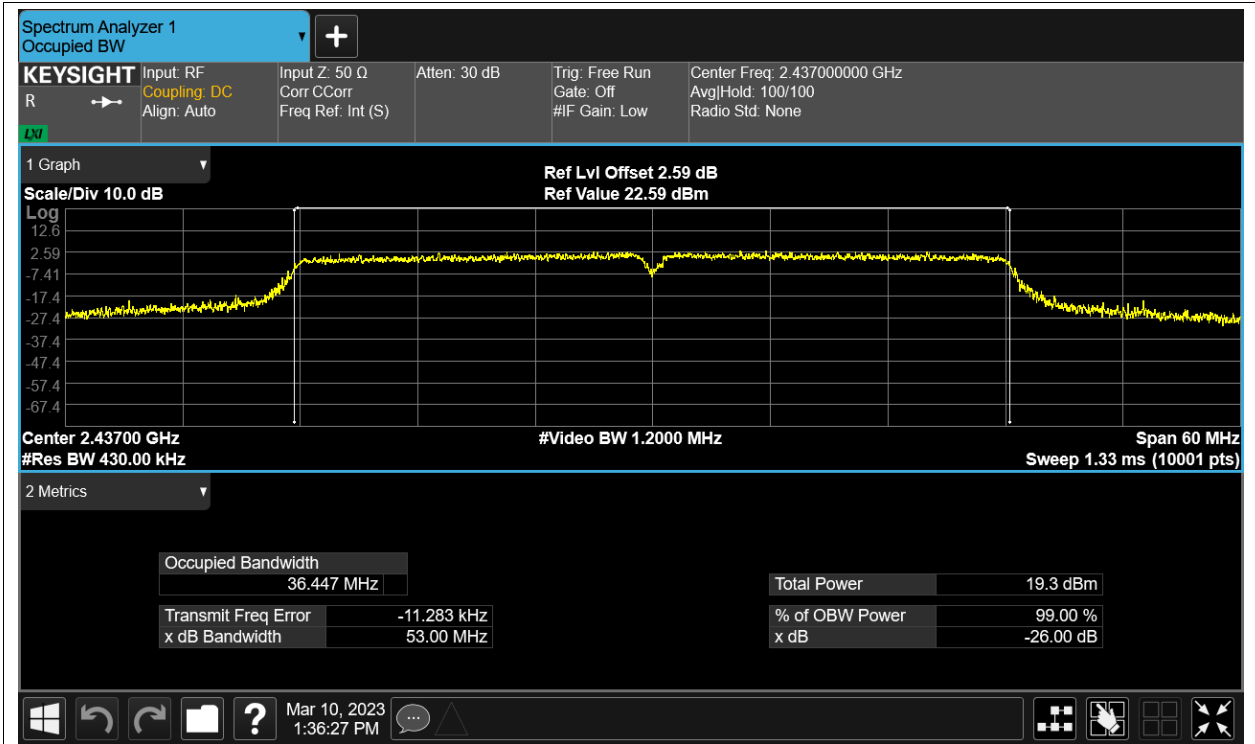 Spectrum Analyzer 1
Occupied BW
KEYSIGHT
R
LXI
Input: RF
Coupling: DC
Align: Auto
Input Z: 50 Ω
Corr CCorr
Freq Ref: Int (S)
Atten: 30 dB
Trig: Free Run
Gate: Off
#IF Gain: Low
Center Freq: 2.437000000 GHz
Avg|Hold: 100/100
Radio Std: None
1 Graph
Scale/Div 10.0 dB
Ref Lvl Offset 2.59 dB
Ref Value 22.59 dBm
Log
12.6
2.59
-7.41
-17.4
-27.4
-37.4
-47.4
-57.4
-67.4
Center 2.43700 GHz
#Video BW 1.2000 MHz
Span 60 MHz
#Res BW 430.00 kHz
Sweep 1.33 ms (10001 pts)
2 Metrics
Occupied Bandwidth
36.447 MHz
Transmit Freq Error -11.283 kHz
x dB Bandwidth 53.00 MHz
Total Power 19.3 dBm
% of OBW Power 99.00 %
x dB -26.00 dB
?
Mar 10, 2023
1:36:27 PM